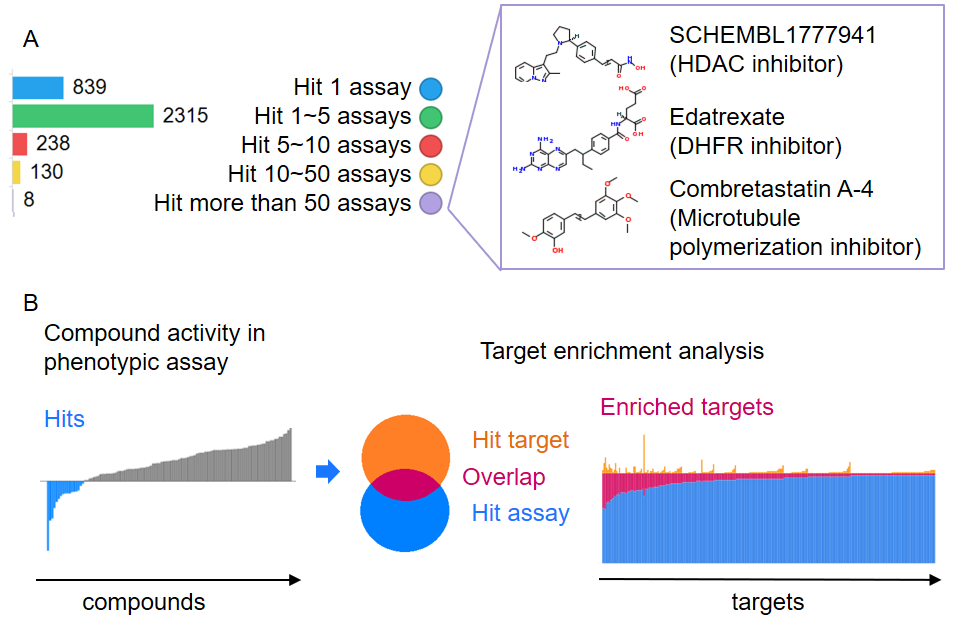 A
839
2315
238
130
8
Hit 1 assay
Hit 1~5 assays
Hit 5~10 assays
Hit 10~50 assays
Hit more than 50 assays
SCHEMBL1777941
(HDAC inhibitor)
Edatrexate
(DHFR inhibitor)
Combretastatin A-4
(Microtubule
polymerization inhibitor)
B
Compound activity in
phenotypic assay
Hits
compounds
Target enrichment analysis
Hit target
Overlap
Hit assay
Enriched targets
targets